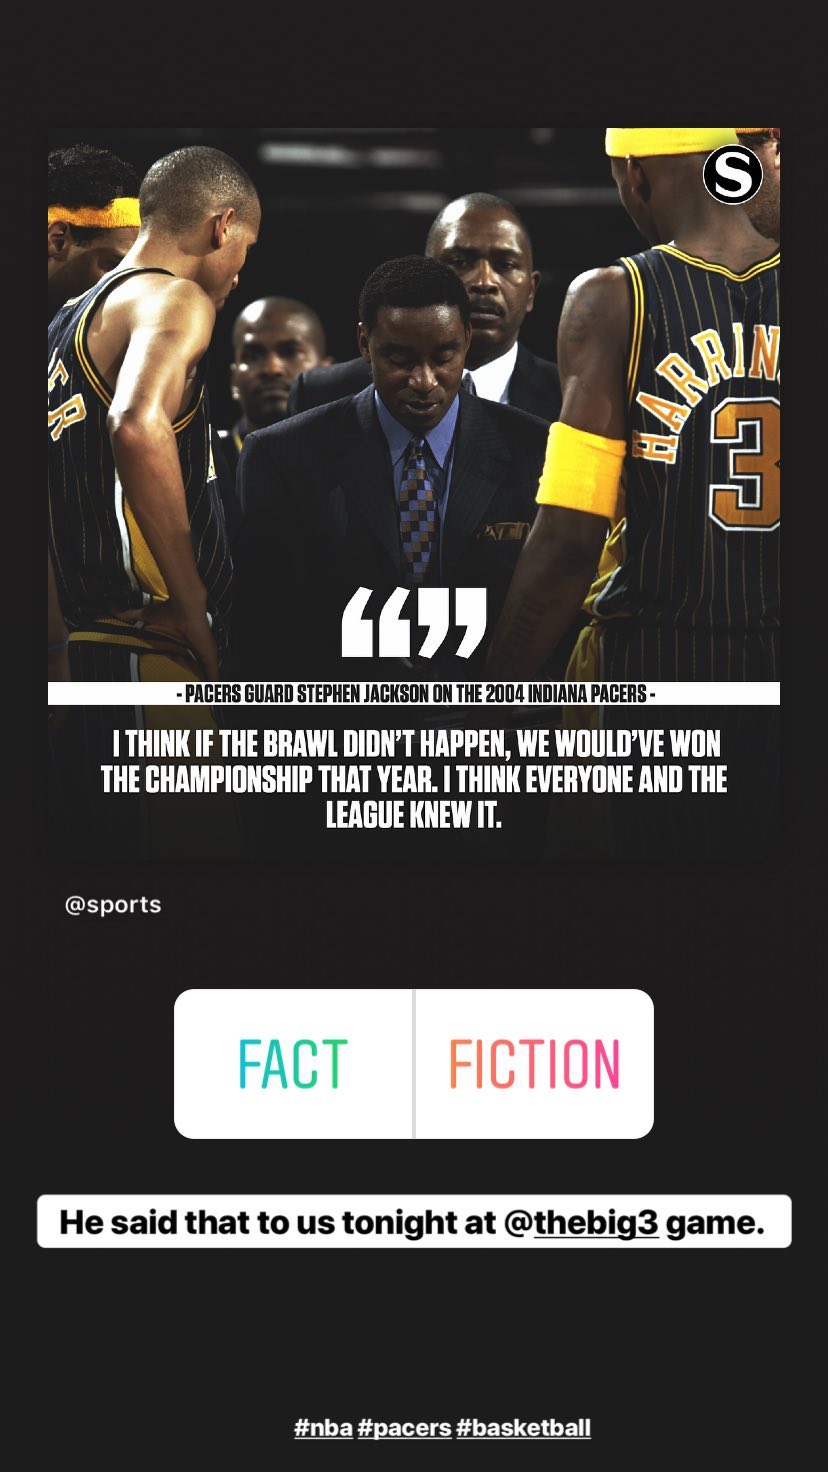 S
HARRIN
3
ER
““””
- PACERS GUARD STEPHEN JACKSON ON THE 2004 INDIANA PACERS -
I THINK IF THE BRAWL DIDN’T HAPPEN, WE WOULD’VE WON
THE CHAMPIONSHIP THAT YEAR. I THINK EVERYONE AND THE
LEAGUE KNEW IT.
@sports
FACT
FICTION
He said that to us tonight at @thebig3 game.
#nba #pacers #basketball